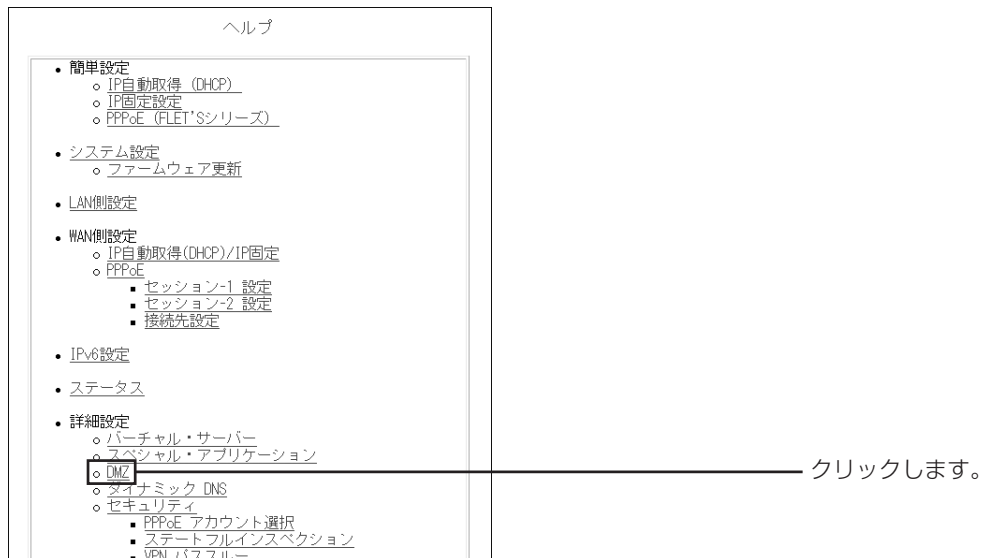 ヘルプ
簡単設定
IP自動取得 (DHCP)
IP固定設定
PPPoE (FLET'Sシリーズ)
システム設定
ファームウェア更新
LAN側設定
WAN側設定
IP自動取得(DHCP)/IP固定
PPPoE
セッション-1 設定
セッション-2 設定
接続先設定
IPv6設定
ステータス
詳細設定
バーチャル・サーバー
スペシャル・アプリケーション
DMZ
クリックします。
ダイナミック DNS
セキュリティ
PPPoE アカウント選択
ステートフルインスペクション
VPN パススルー